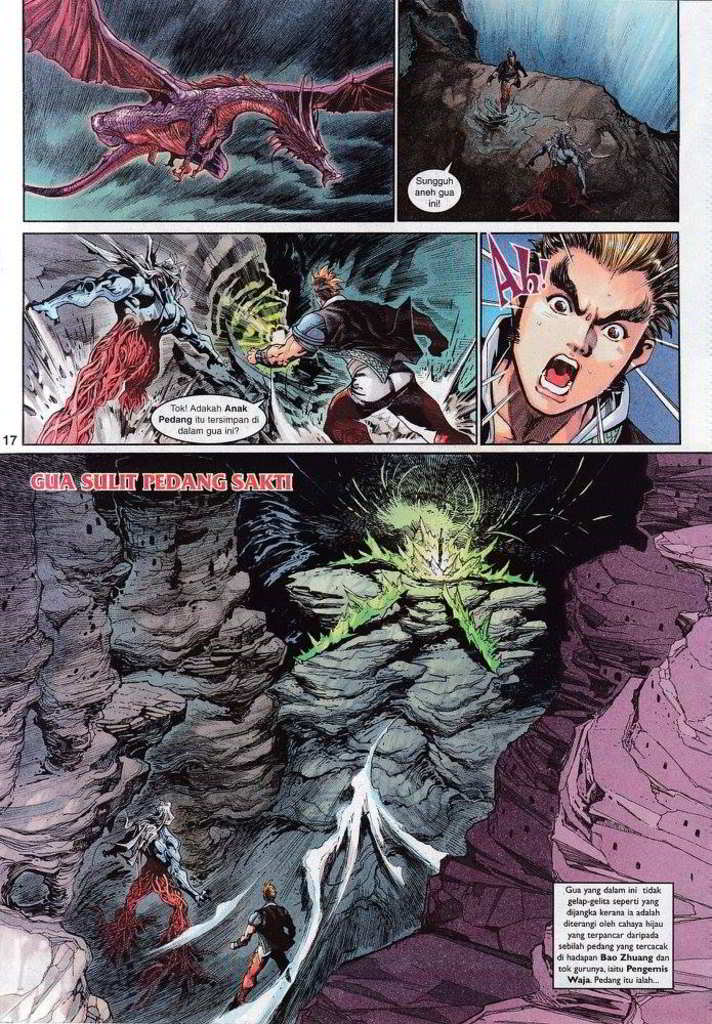 Sungguh
aneh gua
ini!
Tok! Adakah Anak
Pedang itu tersimpan di
dalam gua ini?
Ah!
17
GUA SULIT PEDANG SAKTI
Gua yang dalam ini tidak
gelap-gelita seperti yang
dijangka kerana ia adalah
diterangi oleh cahaya hijau
yang terpancar daripada
sebilah pedang yang tercacak
di hadapan Bao Zhuang dan
tok gurunya, iaitu Pengemis
Waja. Pedang itu ialah...